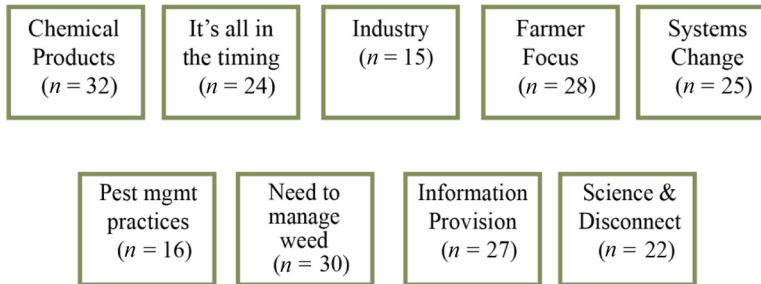 Chemical
Products
(n = 32)
It's all in
the timing
(n = 24)
Industry
(n = 15)
Farmer
Focus
(n = 28)
Systems
Change
(n = 25)
Pest mgmt
practices
(n = 16)
Need to
manage
weed
(n = 30)
Information
Provision
(n = 27)
Science &
Disconnect
(n = 22)